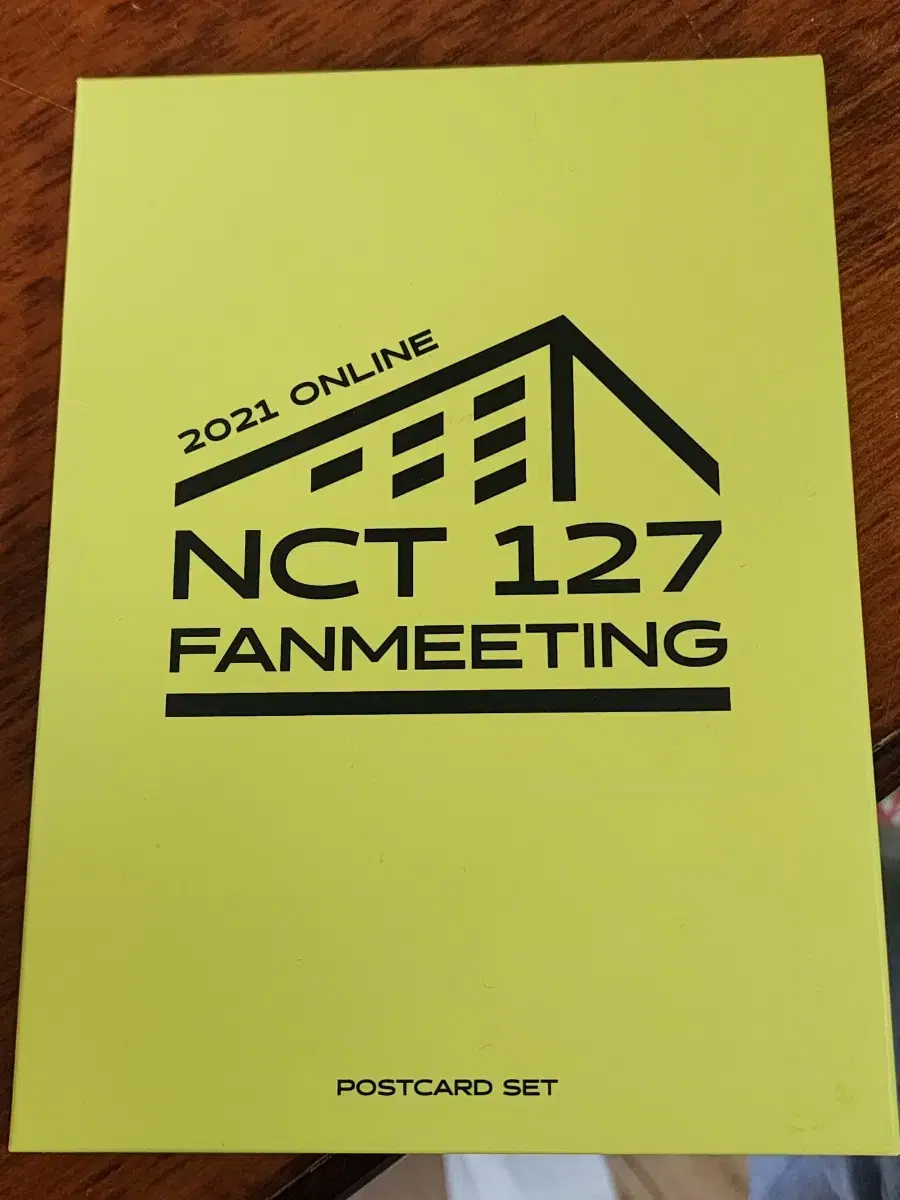 2021 ONLINE
NCT 127
FANMEETING
POSTCARD SET